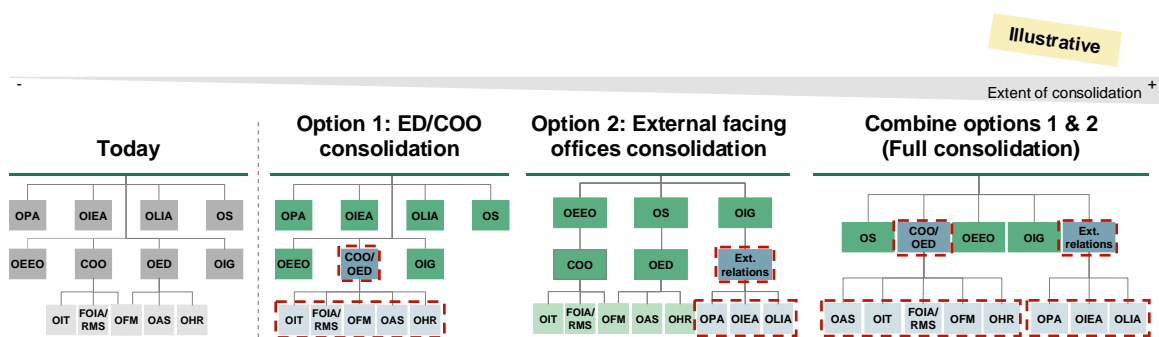 Illustrative
-
Extent of consolidation
+
Today
OPA OIEA OLIA OS
OEEO COO OED OIG
OIT FOIA/ OFM OAS OHR
RMS
Option 1: ED/COO
consolidation
OPA OIEA OLIA OS
OEEO COO/ OIG
OED
OIT FOIA/ OFM OAS OHR
RMS
Option 2: External facing
offices consolidation
OEEO OS OIG
COO OED Ext.
relations
OIT FOIA/ OFM OAS OHR OPA OIEA OLIA
RMS
Combine options 1 & 2
(Full consolidation)
OS COO/ OEEO OIG Ext.
OED relations
OAS OIT FOIA/ OFM OHR OPA OIEA OLIA
RMS